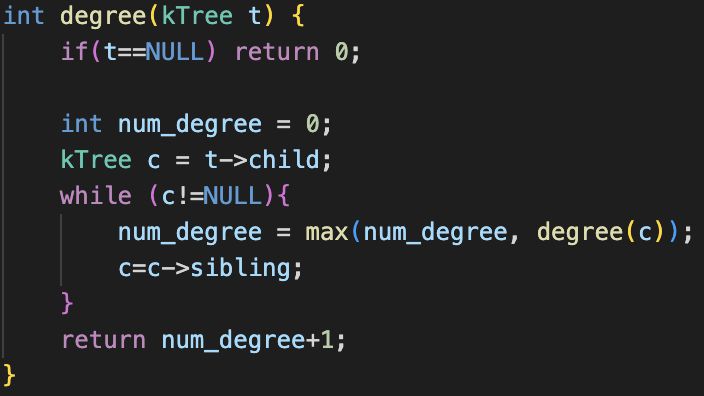 int degree(kTree t) {
    if(t==NULL) return 0;

    int num_degree = 0;
    kTree c = t->child;
    while (c!=NULL){
        num_degree = max(num_degree, degree(c));
        c=c->sibling;
    }
    return num_degree+1;
}